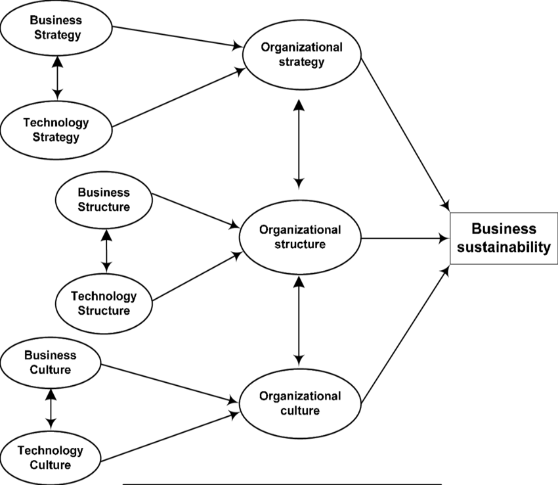 Business
Strategy
Organizational
strategy
Technology
Strategy
Business
Structure
Organizational
structure
Business
sustainability
Technology
Structure
Business
Culture
Organizational
culture
Technology
Culture